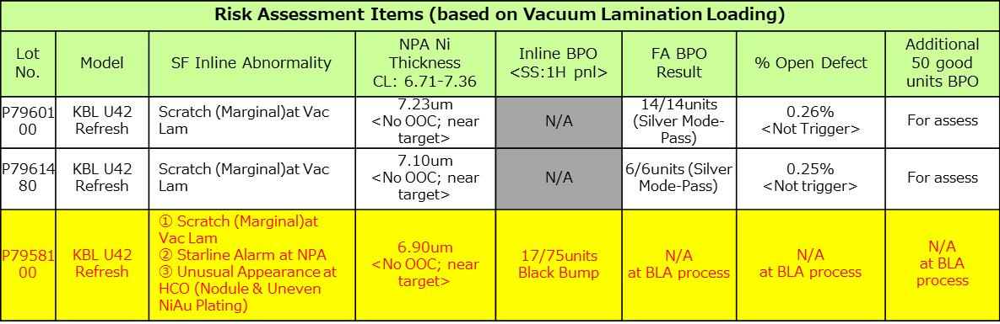 Risk Assessment Items (based on Vacuum Lamination Loading)
Lot
No.
Model
SF Inline Abnormality
NPA Ni
Thickness
CL: 6.71-7.36
Inline BPO
<SS:1H pnl>
FA BPO
Result
% Open Defect
Additional
50 good
units BPO
P79601
00
KBL U42
Refresh
Scratch (Marginal)at Vac
Lam
7.23um
<No OOC; near
target>
N/A
14/14units
(Silver Mode-
Pass)
0.26%
<Not Trigger>
For assess
P79614
80
KBL U42
Refresh
Scratch (Marginal)at Vac
Lam
7.10um
<No OOC; near
target>
N/A
6/6units (Silver
Mode-Pass)
0.25%
<Not trigger>
For assess
P79581
00
KBL U42
Refresh
① Scratch (Marginal)at
Vac Lam
② Starline Alarm at NPA
③ Unusual Appearance at
HCO (Nodule & Uneven
NiAu Plating)
6.90um
<No OOC; near
target>
17/75units
Black Bump
N/A
at BLA process
N/A
at BLA process
N/A
at BLA
process